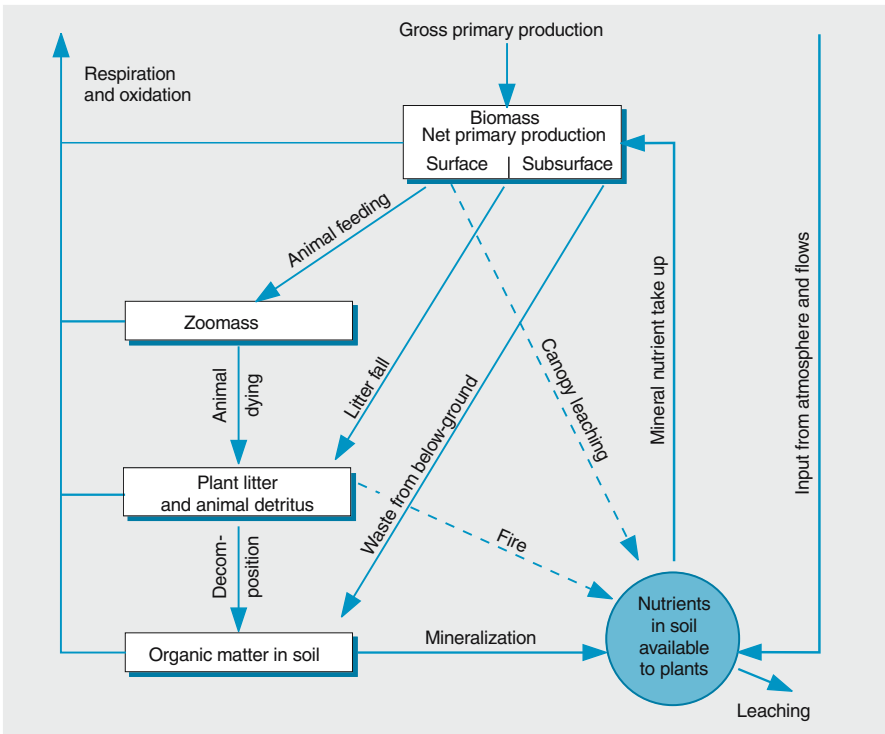 Gross primary production
Respiration
and oxidation
Biomass
Net primary production
Surface | Subsurface
Animal feeding
Zoomass
Animal
dying
Litter fall
Waste from below-ground
Canopy leaching
Mineral nutrient take up
Input from atmosphere and flows
Plant litter
and animal detritus
Fire
Decom-
position
Organic matter in soil
Mineralization
Nutrients
in soil
available
to plants
Leaching